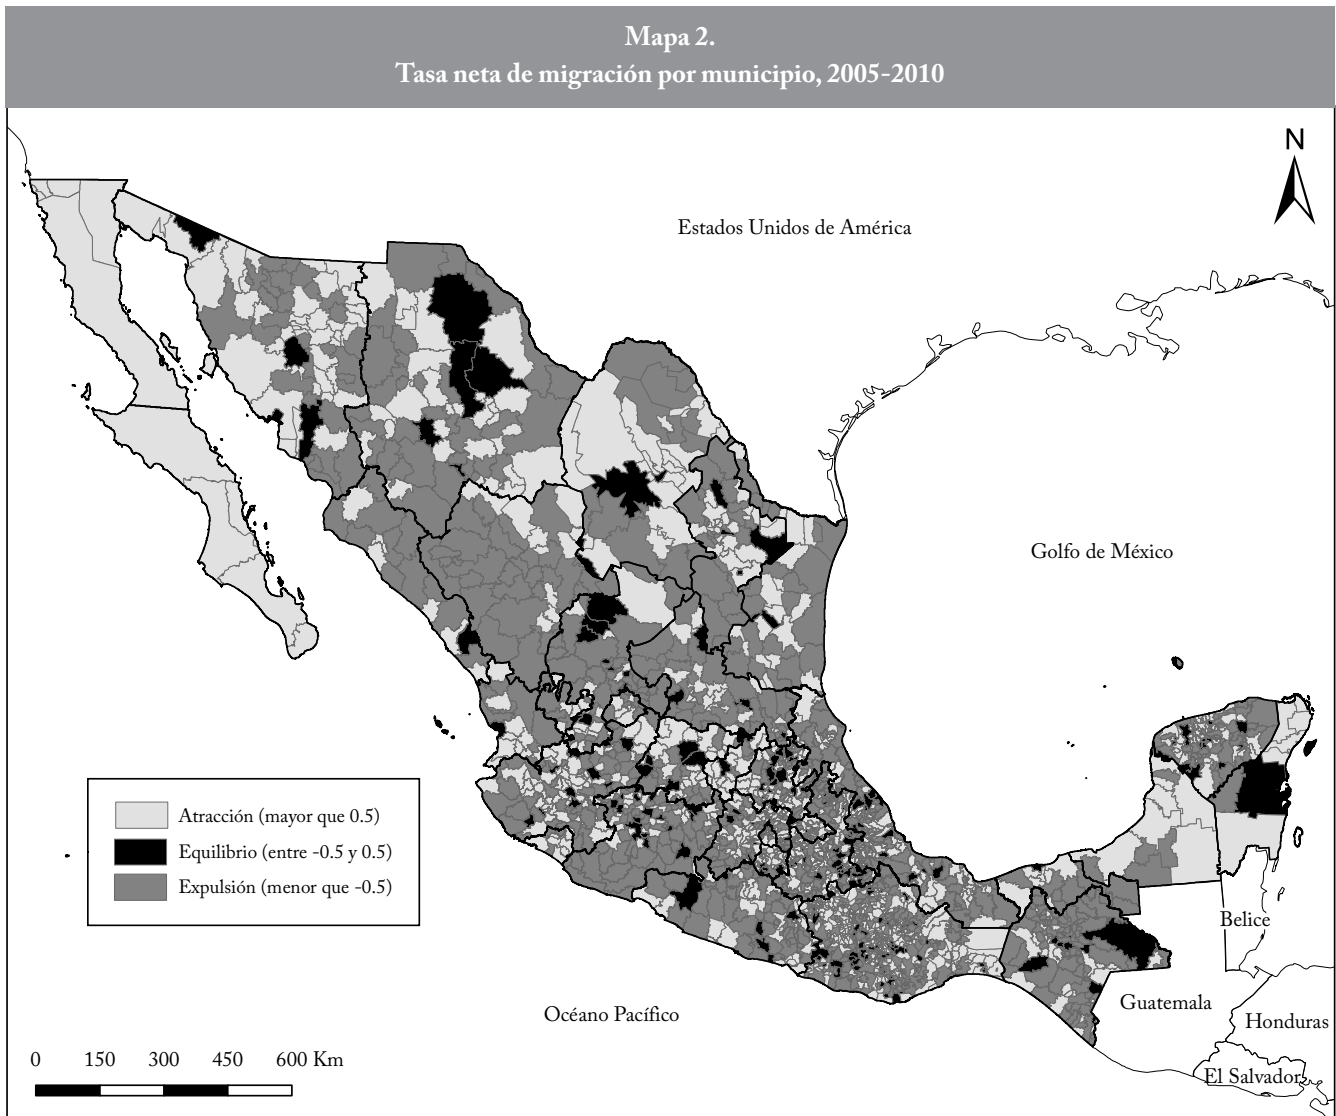 Mapa 2.
Tasa neta de migración por municipio, 2005-2010
N
Estados Unidos de América
Golfo de México
Atracción (mayor que 0.5)
Equilibrio (entre -0.5 y 0.5)
Expulsión (menor que -0.5)
Belice
Guatemala
Océano Pacífico
Honduras
El Salvador
0 150 300 450 600 Km